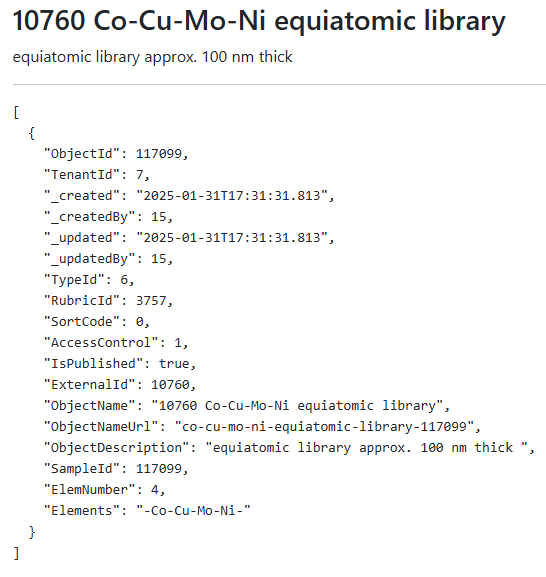 10760 Co-Cu-Mo-Ni equiatomic library
equiatomic library approx. 100 nm thick
[
  {
    "ObjectId": 117099,
    "TenantId": 7,
    "_created": "2025-01-31T17:31:31.813",
    "_createdBy": 15,
    "_updated": "2025-01-31T17:31:31.813",
    "_updatedBy": 15,
    "TypeId": 6,
    "RubricId": 3757,
    "SortCode": 0,
    "AccessControl": 1,
    "IsPublished": true,
    "ExternalId": 10760,
    "ObjectName": "10760 Co-Cu-Mo-Ni equiatomic library",
    "ObjectNameUrl": "co-cu-mo-ni-equiatomic-library-117099",
    "ObjectDescription": "equiatomic library approx. 100 nm thick ",
    "SampleId": 117099,
    "ElemNumber": 4,
    "Elements": "-Co-Cu-Mo-Ni-"
  }
]